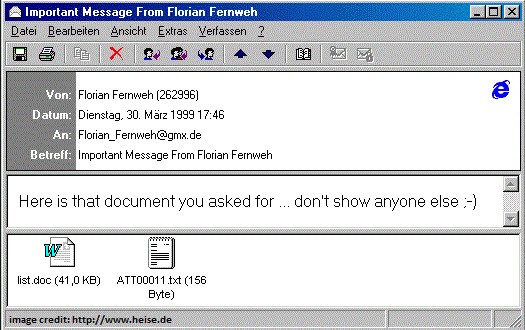 Important Message From Florian Fernweh
Datei Bearbeiten Ansicht Extras Verfassen ?
Von: Florian Fernweh (262996)
Datum: Dienstag, 30. März 1999 17:46
An: Florian_Fernweh@gmx.de
Betreff: Important Message From Florian Fernweh
Here is that document you asked for ... don't show anyone else ;-)
list.doc (41,0 KB) ATT00011.txt (156
Byte)
image credit: http://www.heise.de